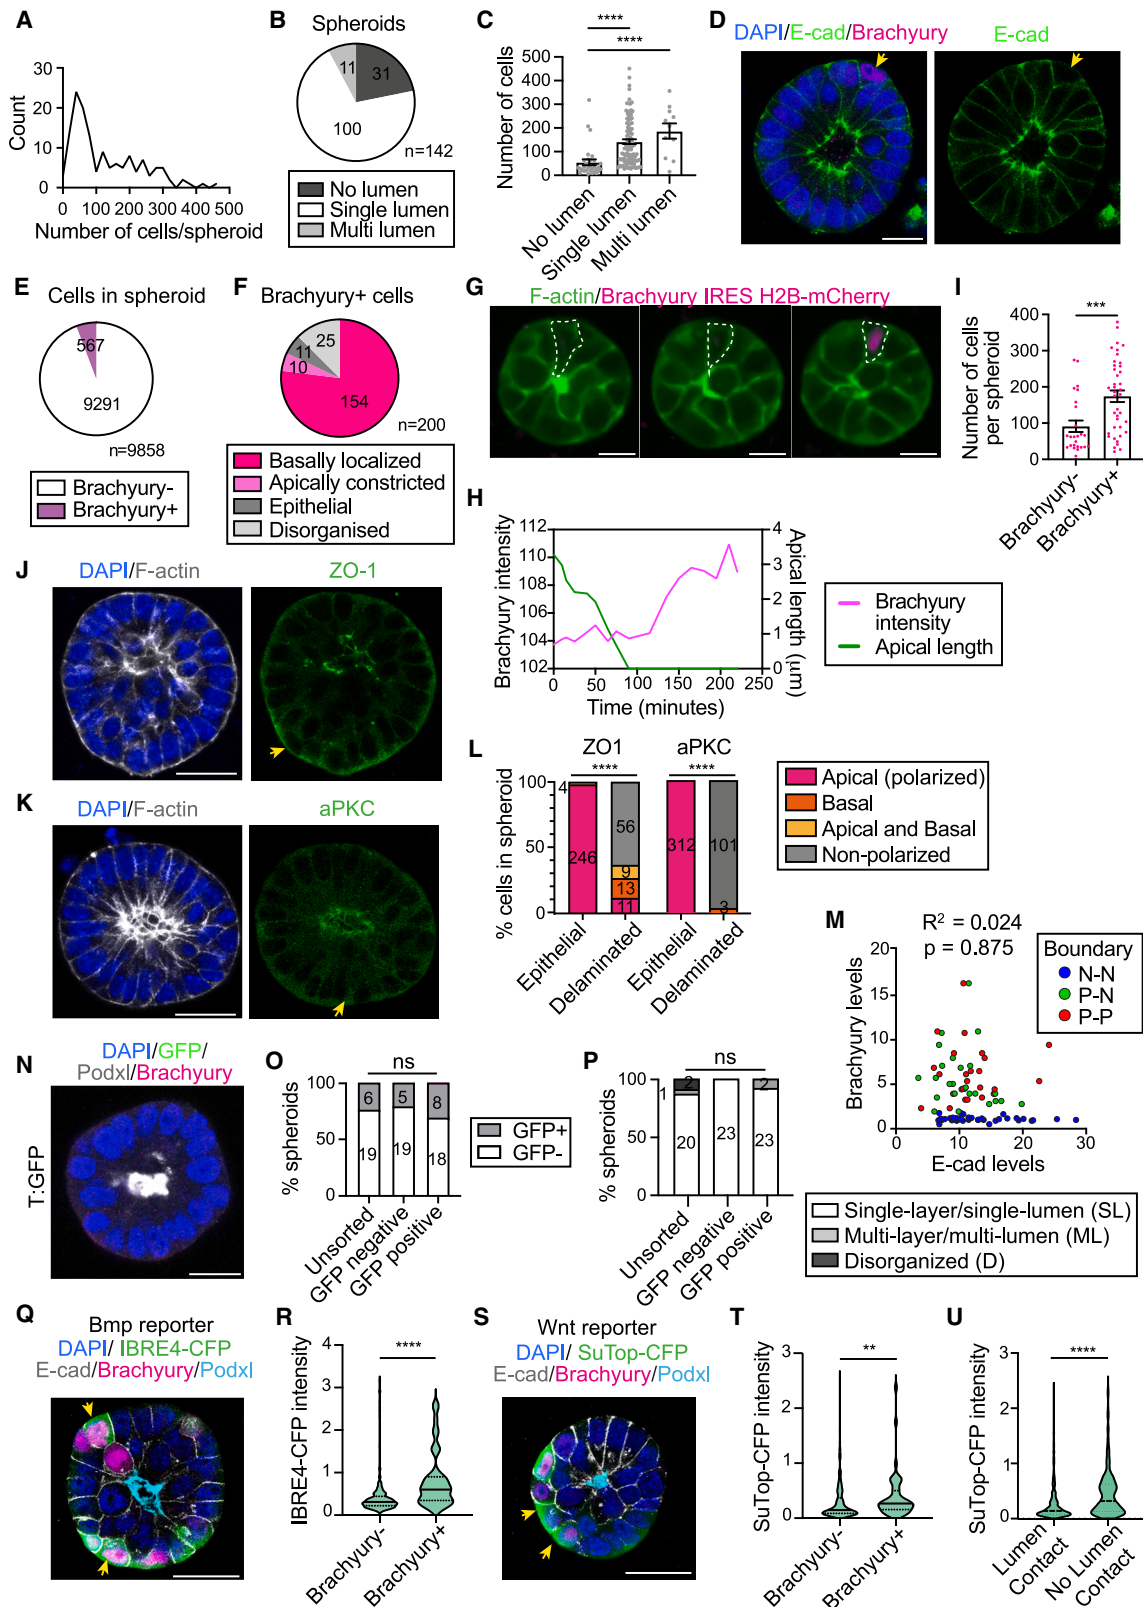 A
30
20
10
0
Count
0 100 200 300 400 500
Number of cells/spheroid
B
Spheroids
11
31
100
n=142
No lumen
Single lumen
Multi lumen
C
****
****
500
400
300
200
100
0
Number of cells
No lumen
Single lumen
Multi lumen
D
DAPI/E-cad/Brachyury
E-cad
E
Cells in spheroid
567
9291
n=9858
Brachyury-
Brachyury+
F
Brachyury+ cells
25
11
10
154
n=200
Basally localized
Apically constricted
Epithelial
Disorganised
G
F-actin/Brachyury IRES H2B-mCherry
H
112
110
108
106
104
102
Brachyury intensity
4
3
2
1
0
Apical length (μm)
0 50 100 150 200
Time (minutes)
Brachyury
intensity
Apical length
I
***
400
300
200
100
0
Number of cells
per spheroid
Brachyury-
Brachyury+
J
DAPI/F-actin
ZO-1
K
DAPI/F-actin
aPKC
L
ZO1
aPKC
****
****
100
50
0
% cells in spheroid
4
246
56
9
13
11
312
101
3
Epithelial
Delaminated
Epithelial
Delaminated
Apical (polarized)
Basal
Apical and Basal
Non-polarized
M
R2 = 0.024
p = 0.875
20
15
10
5
0
Brachyury levels
0 10 20 30
E-cad levels
Boundary
N-N
P-N
P-P
N
DAPI/GFP/
Podxl/Brachyury
T:GFP
O
ns
100
50
0
% spheroids
6
5
8
19
19
18
Unsorted
GFP negative
GFP positive
GFP+
GFP-
P
ns
100
50
0
% spheroids
2
1
20
23
2
23
Unsorted
GFP negative
GFP positive
Single-layer/single-lumen (SL)
Multi-layer/multi-lumen (ML)
Disorganized (D)
Q
Bmp reporter
DAPI/ IBRE4-CFP
E-cad/Brachyury/Podxl
R
****
3
2
1
0
IBRE4-CFP intensity
Brachyury-
Brachyury+
S
Wnt reporter
DAPI/ SuTop-CFP
E-cad/Brachyury/Podxl
T
**
3
2
1
0
SuTop-CFP intensity
Brachyury-
Brachyury+
U
****
3
2
1
0
SuTop-CFP intensity
Lumen
Contact
No Lumen
Contact